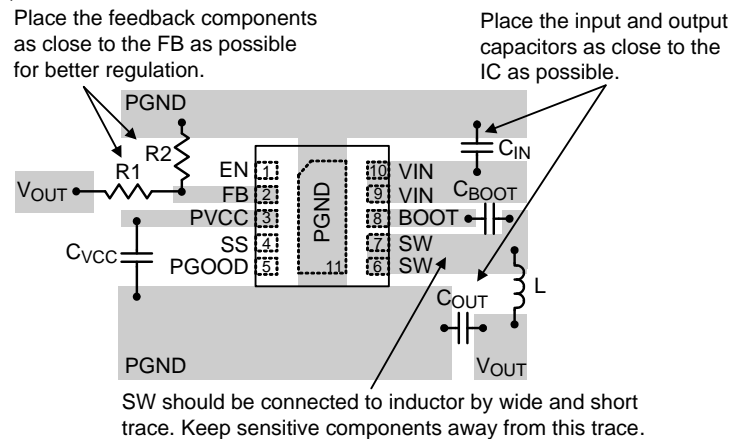 Place the feedback components
as close to the FB as possible
for better regulation.
Place the input and output
capacitors as close to the
IC as possible.
PGND
R1
R2
VOUT
CIN
EN 1
10 VIN
FB 2
9 VIN
CBOOT
PVCC 3
8 BOOT
PGND
SS 4
7 SW
CVCC
PGOOD 5
11
6 SW
L
COUT
PGND
VOUT
SW should be connected to inductor by wide and short
trace. Keep sensitive components away from this trace.